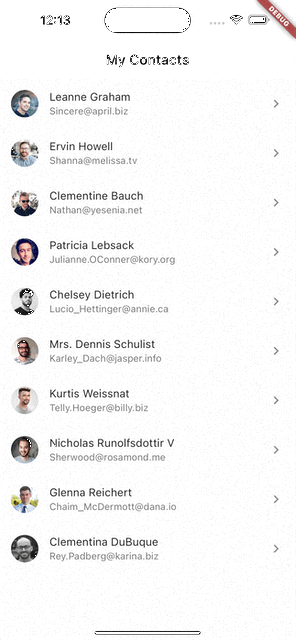 12:13
DEBUG
My Contacts
Leanne Graham
Sincere@april.biz
Ervin Howell
Shanna@melissa.tv
Clementine Bauch
Nathan@yesenia.net
Patricia Lebsack
Julianne.OConner@kory.org
Chelsey Dietrich
Lucio_Hettinger@annie.ca
Mrs. Dennis Schulist
Karley_Dach@jasper.info
Kurtis Weissnat
Telly.Hoeger@billy.biz
Nicholas Runolfsdottir V
Sherwood@rosamond.me
Glenna Reichert
Chaim_McDermott@dana.io
Clementina DuBuque
Rey.Padberg@karina.biz